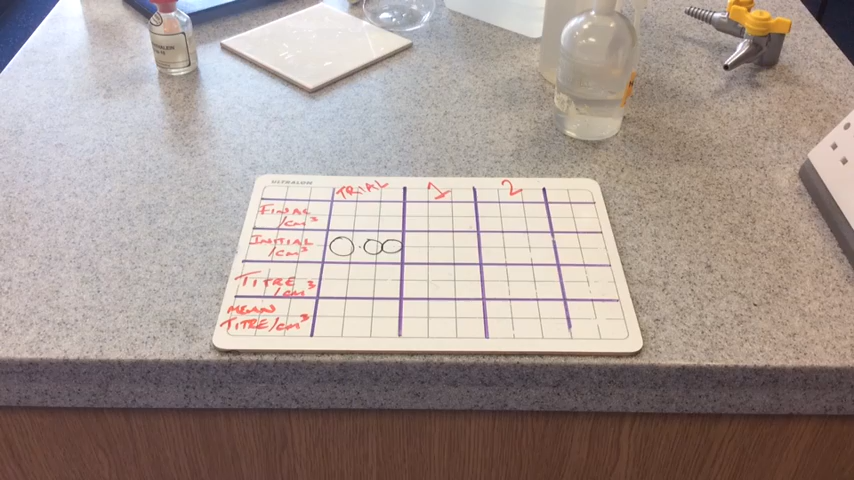 TRIAL 1 2
FINAL
/cm³
INITIAL
/cm³
0.00
TITRE
/cm³
MEAN
TITRE/cm³